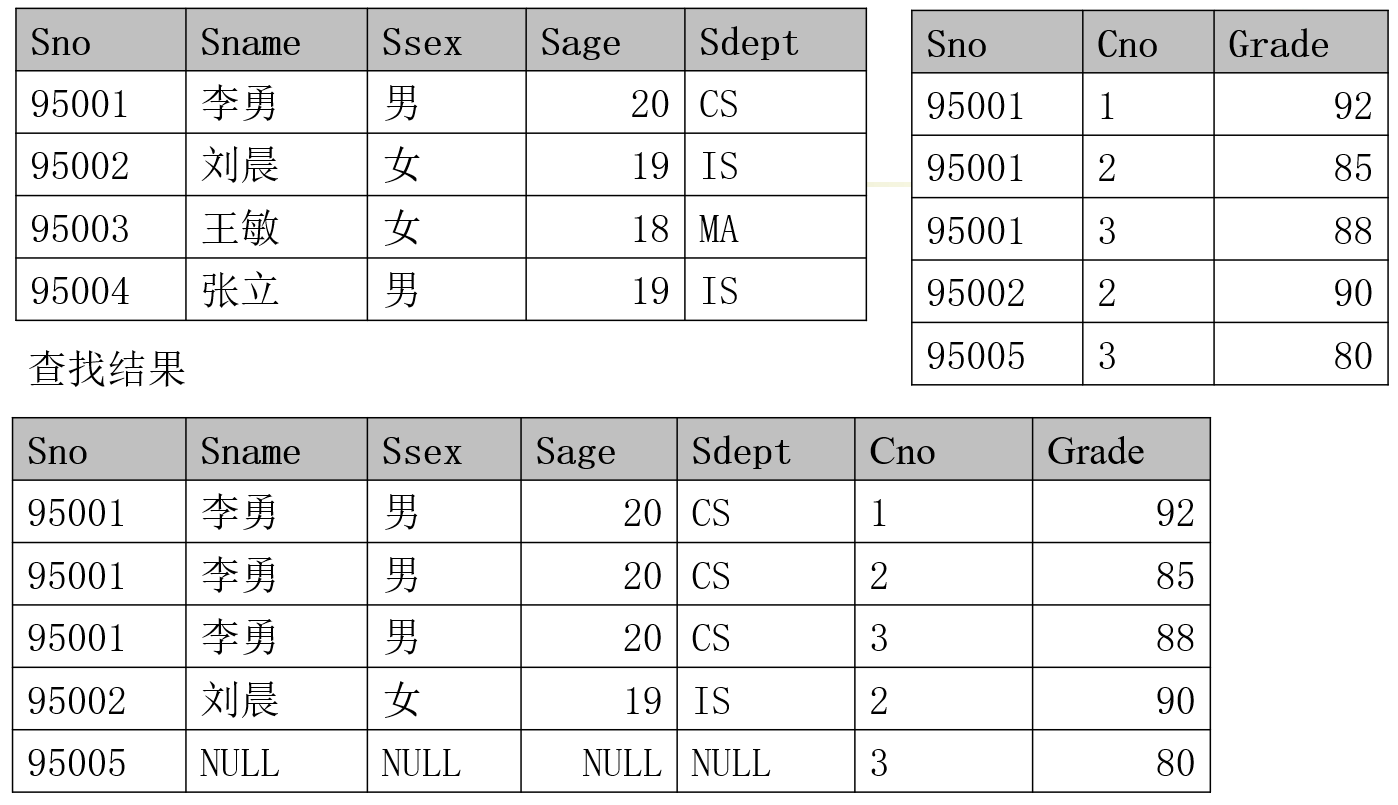 Sno Sname Ssex Sage Sdept
95001 李勇 男 20 CS
95002 刘晨 女 19 IS
95003 王敏 女 18 MA
95004 张立 男 19 IS
Sno Cno Grade
95001 1 92
95001 2 85
95001 3 88
95002 2 90
95005 3 80
查找结果
Sno Sname Ssex Sage Sdept Cno Grade
95001 李勇 男 20 CS 1 92
95001 李勇 男 20 CS 2 85
95001 李勇 男 20 CS 3 88
95002 刘晨 女 19 IS 2 90
95005 NULL NULL NULL NULL 3 80